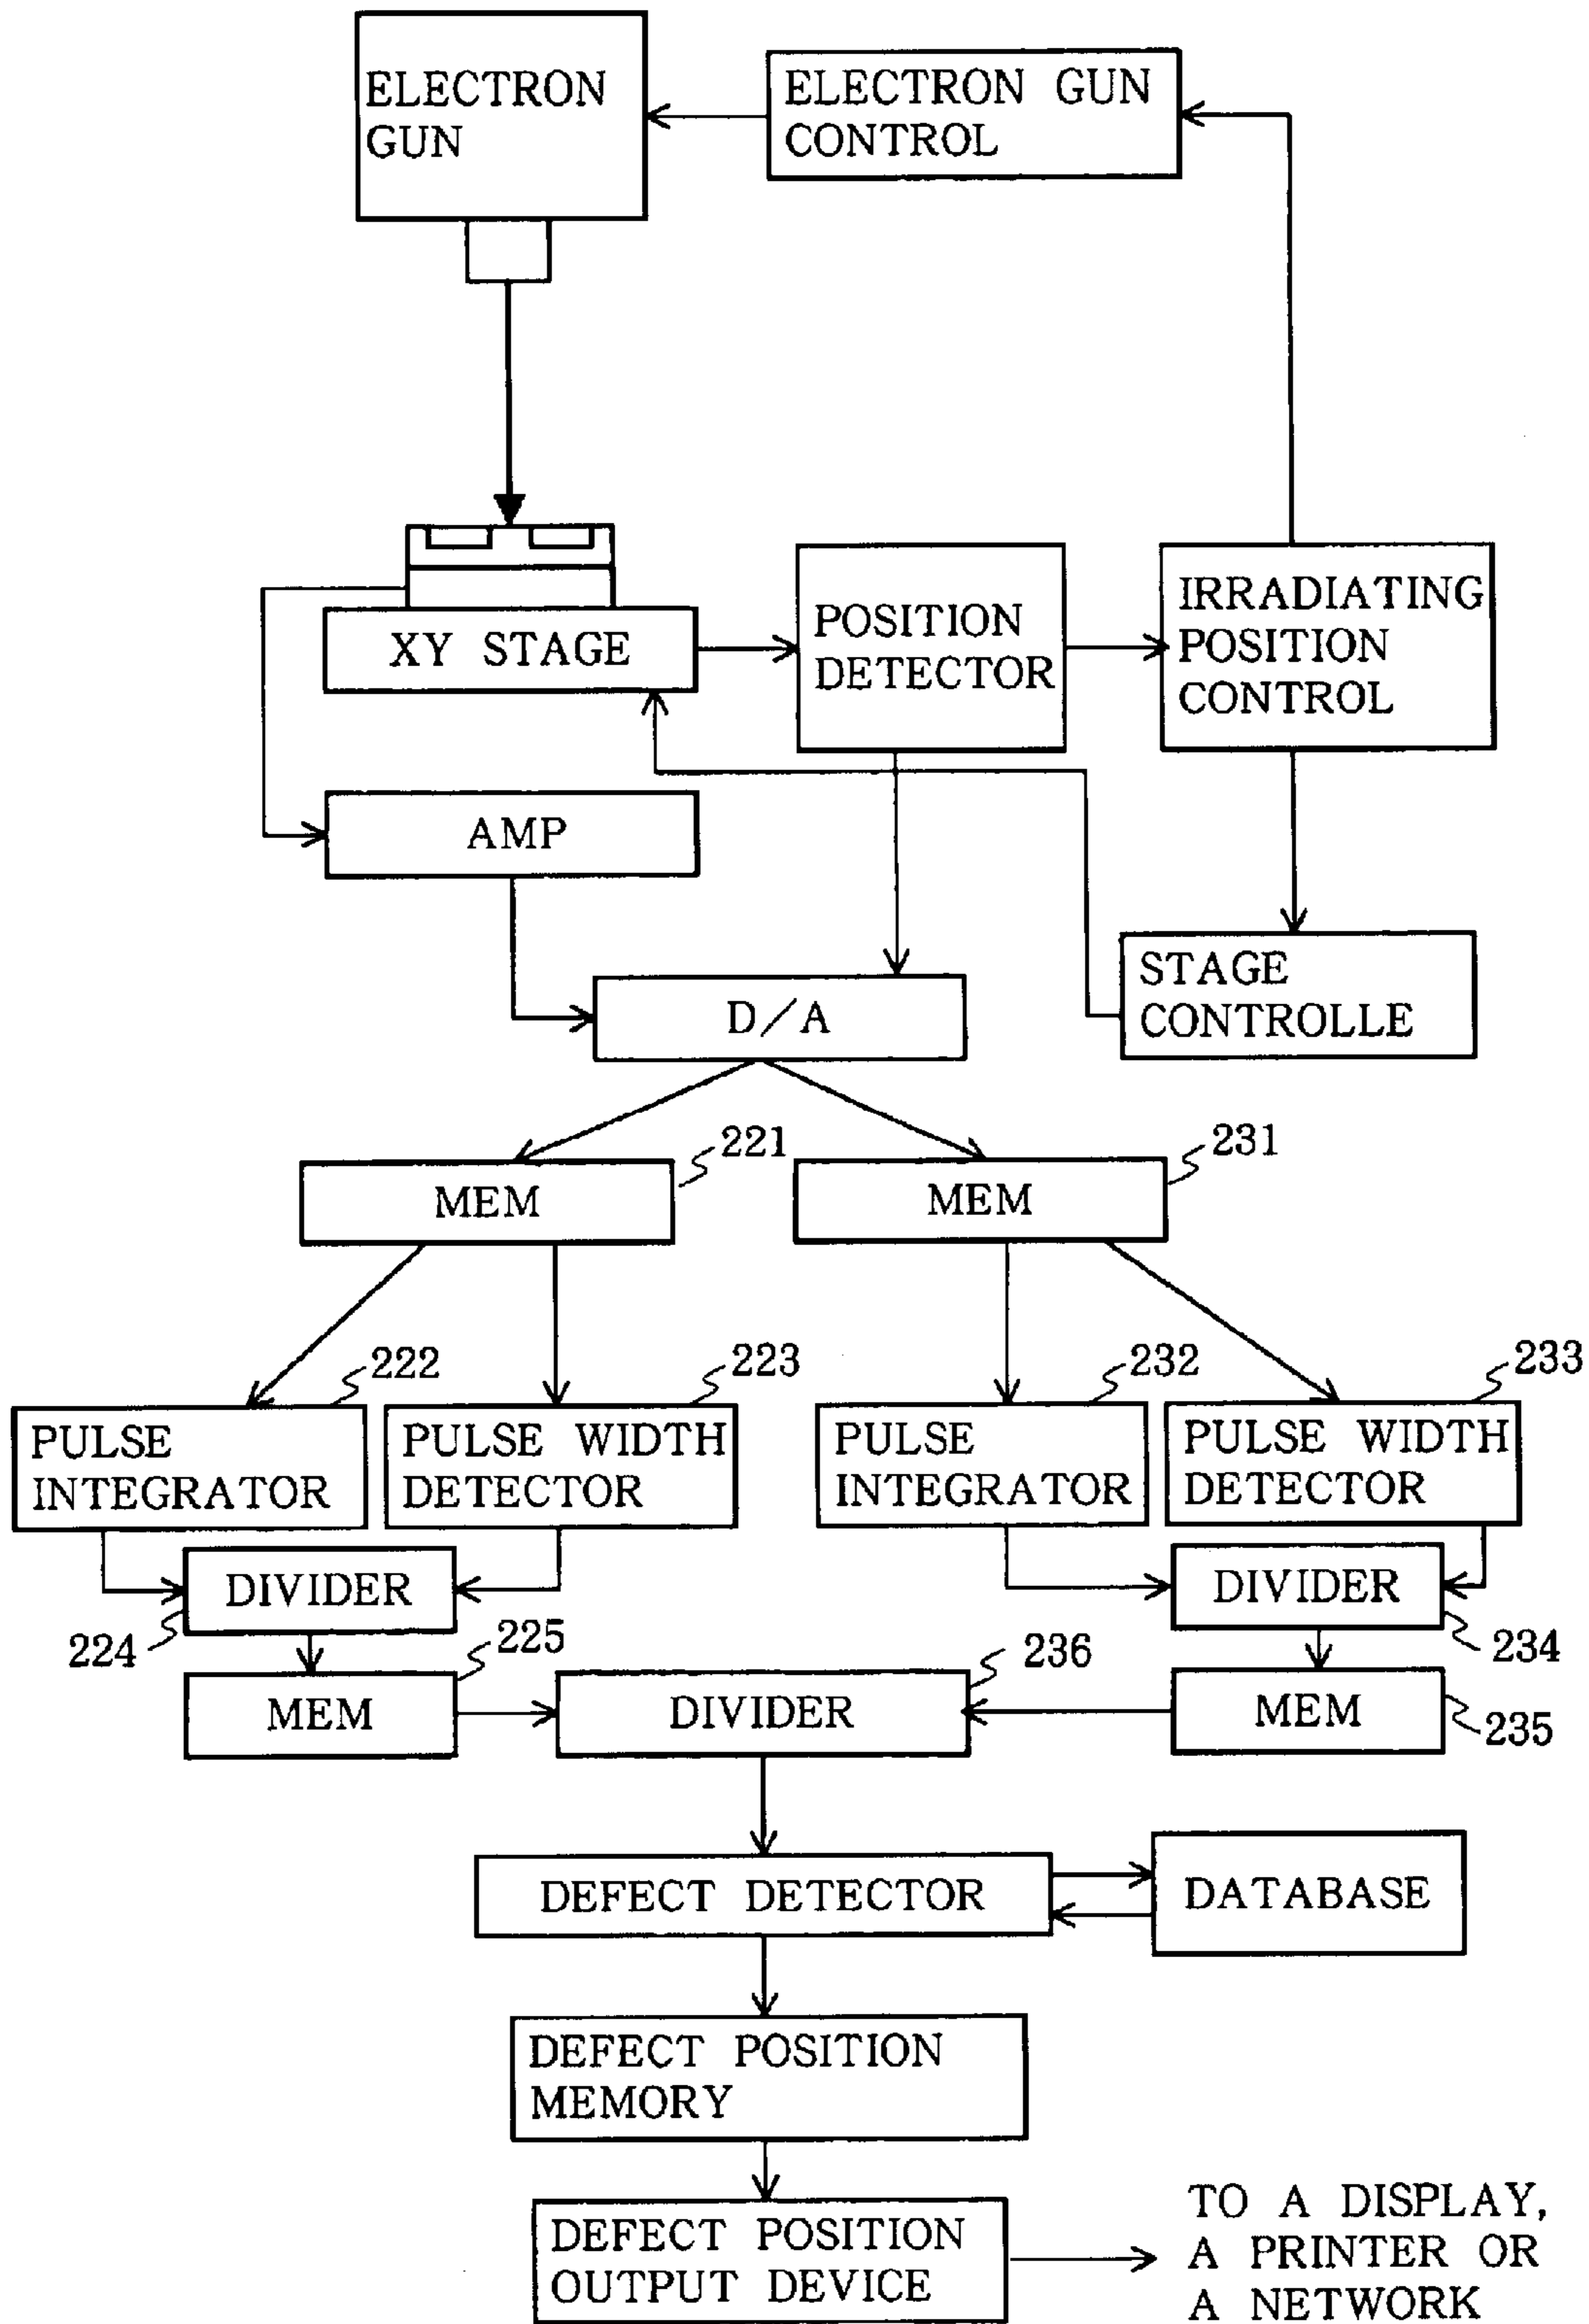 ELECTRON
GUN
ELECTRON GUN
CONTROL
XY STAGE
POSITION
DETECTOR
IRRADIATING
POSITION
CONTROL
AMP
STAGE
CONTROLLE
D/A
221
231
MEM
MEM
222
223
232
233
PULSE
INTEGRATOR
PULSE WIDTH
DETECTOR
PULSE
INTEGRATOR
PULSE WIDTH
DETECTOR
DIVIDER
DIVIDER
224
225
236
234
MEM
DIVIDER
MEM
235
DEFECT DETECTOR
DATABASE
DEFECT POSITION
MEMORY
DEFECT POSITION
OUTPUT DEVICE
TO A DISPLAY,
A PRINTER OR
A NETWORK